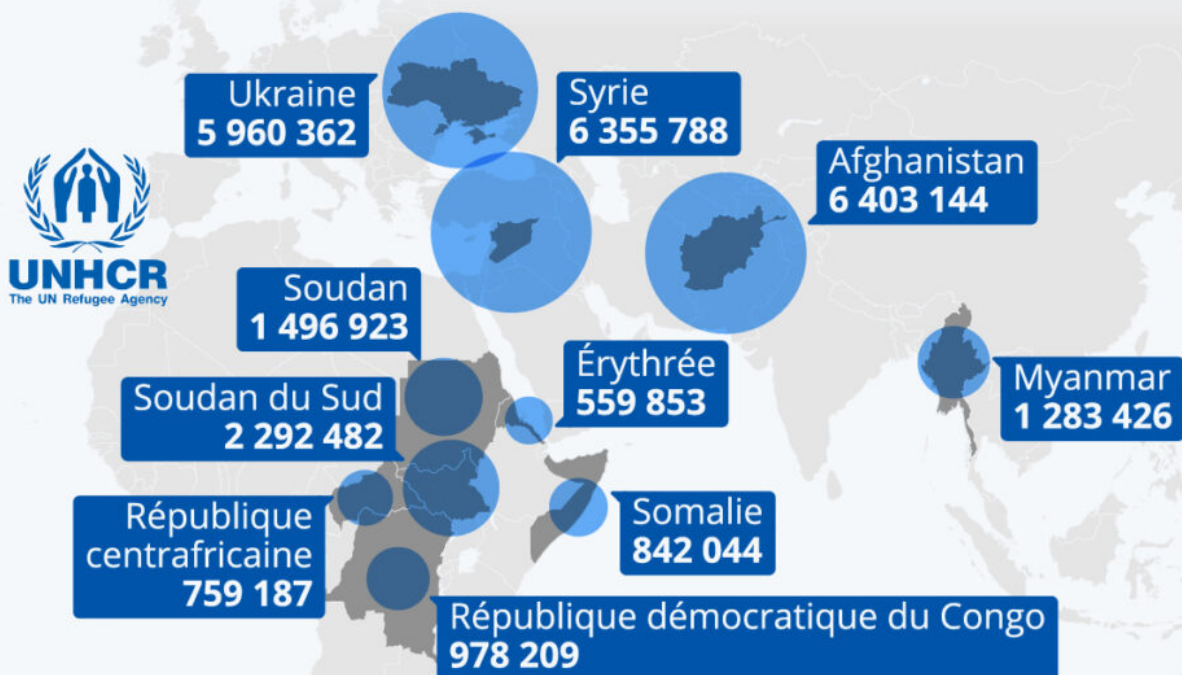 Ukraine
5 960 362
Syrie
6 355 788
Afghanistan
6 403 144
UNHCR
The UN Refugee Agency
Soudan
1 496 923
Érythrée
559 853
Myanmar
1 283 426
Soudan du Sud
2 292 482
République
centrafricaine
759 187
Somalie
842 044
République démocratique du Congo
978 209